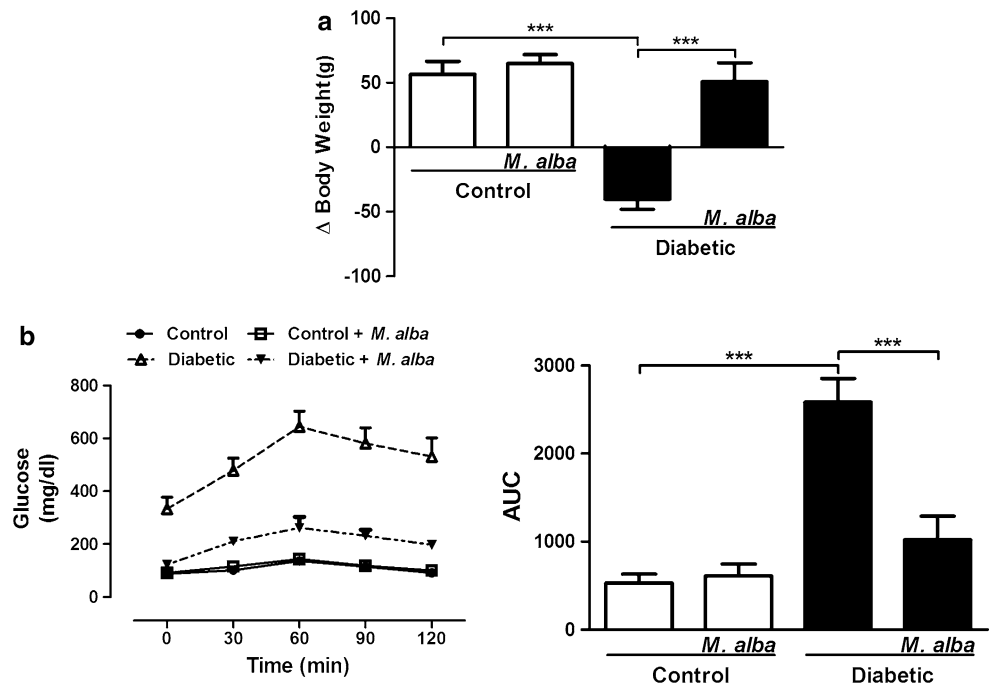 a
100
50
0
-50
-100
Δ Body Weight(g)
***
***
M. alba
Control
M. alba
Diabetic
b
Control
Control + M. alba
Diabetic
Diabetic + M. alba
800
600
400
200
0
Glucose
(mg/dl)
0 30 60 90 120
Time (min)
3000
2000
1000
0
AUC
***
***
M. alba
M. alba
Control
Diabetic